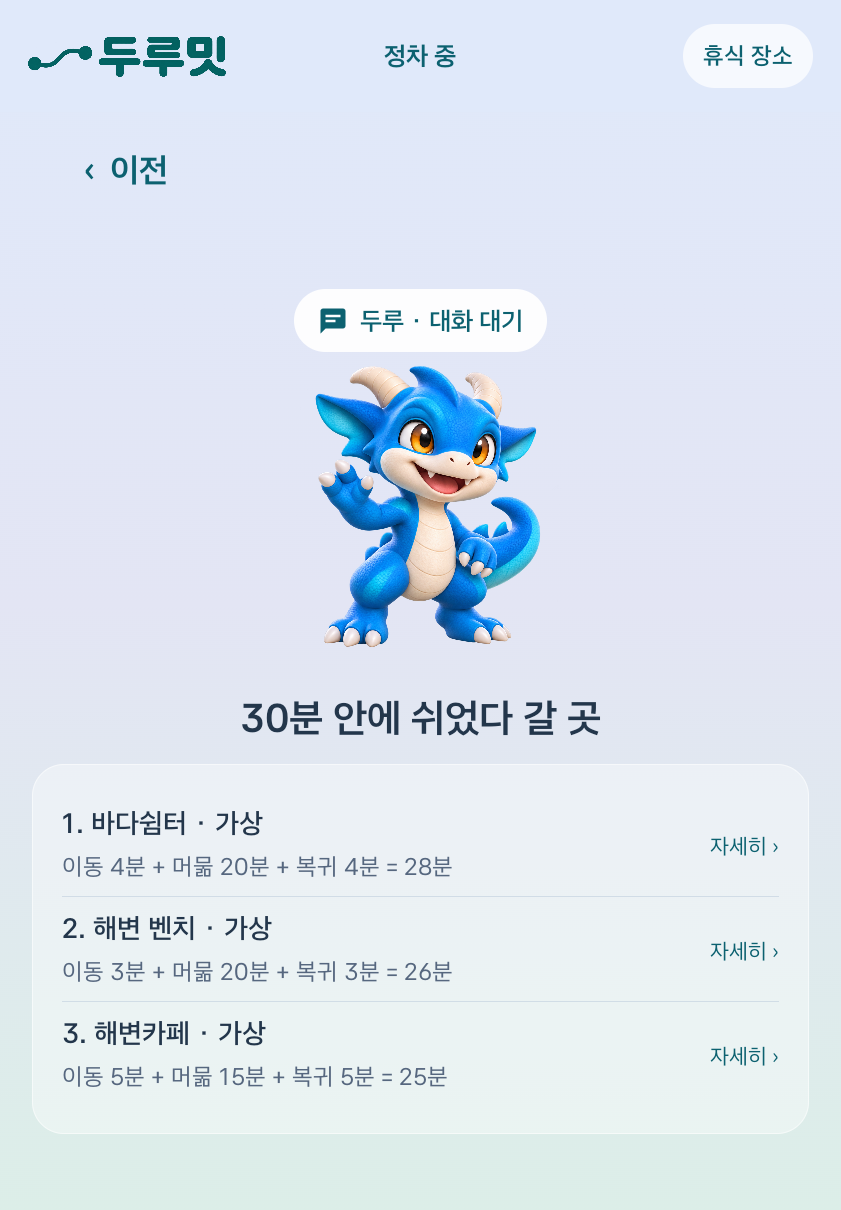 두루밋
정차 중
휴식 장소
‹ 이전
두루 · 대화 대기
30분 안에 쉬었다 갈 곳
1. 바다쉼터 · 가상
이동 4분 + 머묾 20분 + 복귀 4분 = 28분
자세히 ›
2. 해변 벤치 · 가상
이동 3분 + 머묾 20분 + 복귀 3분 = 26분
자세히 ›
3. 해변카페 · 가상
이동 5분 + 머묾 15분 + 복귀 5분 = 25분
자세히 ›